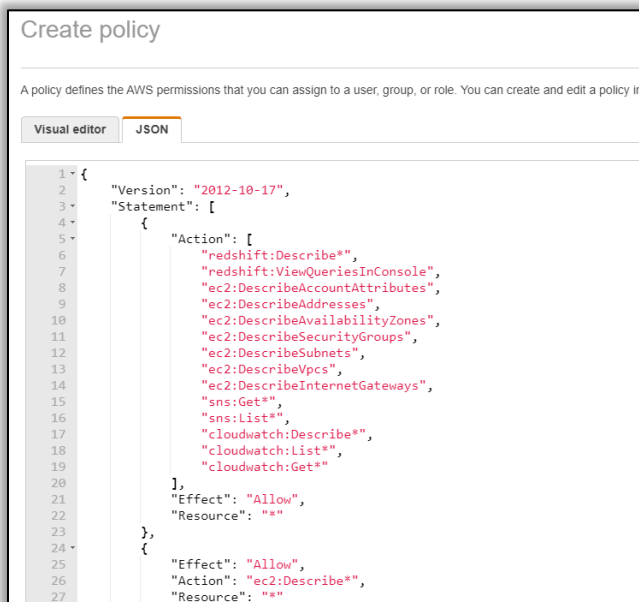 Create policy
A policy defines the AWS permissions that you can assign to a user, group, or role. You can create and edit a policy in
Visual editor JSON
1 {
2 "Version": "2012-10-17",
3 "Statement": [
4 {
5 "Action": [
6 "redshift:Describe*",
7 "redshift:ViewQueriesInConsole",
8 "ec2:DescribeAccountAttributes",
9 "ec2:DescribeAddresses",
10 "ec2:DescribeAvailabilityZones",
11 "ec2:DescribeSecurityGroups",
12 "ec2:DescribeSubnets",
13 "ec2:DescribeVpcs",
14 "ec2:DescribeInternetGateways",
15 "sns:Get*",
16 "sns:List*",
17 "cloudwatch:Describe*",
18 "cloudwatch:List*",
19 "cloudwatch:Get*"
20 ],
21 "Effect": "Allow",
22 "Resource": "*"
23 },
24 {
25 "Effect": "Allow",
26 "Action": "ec2:Describe*",
27 "Resource": "*"